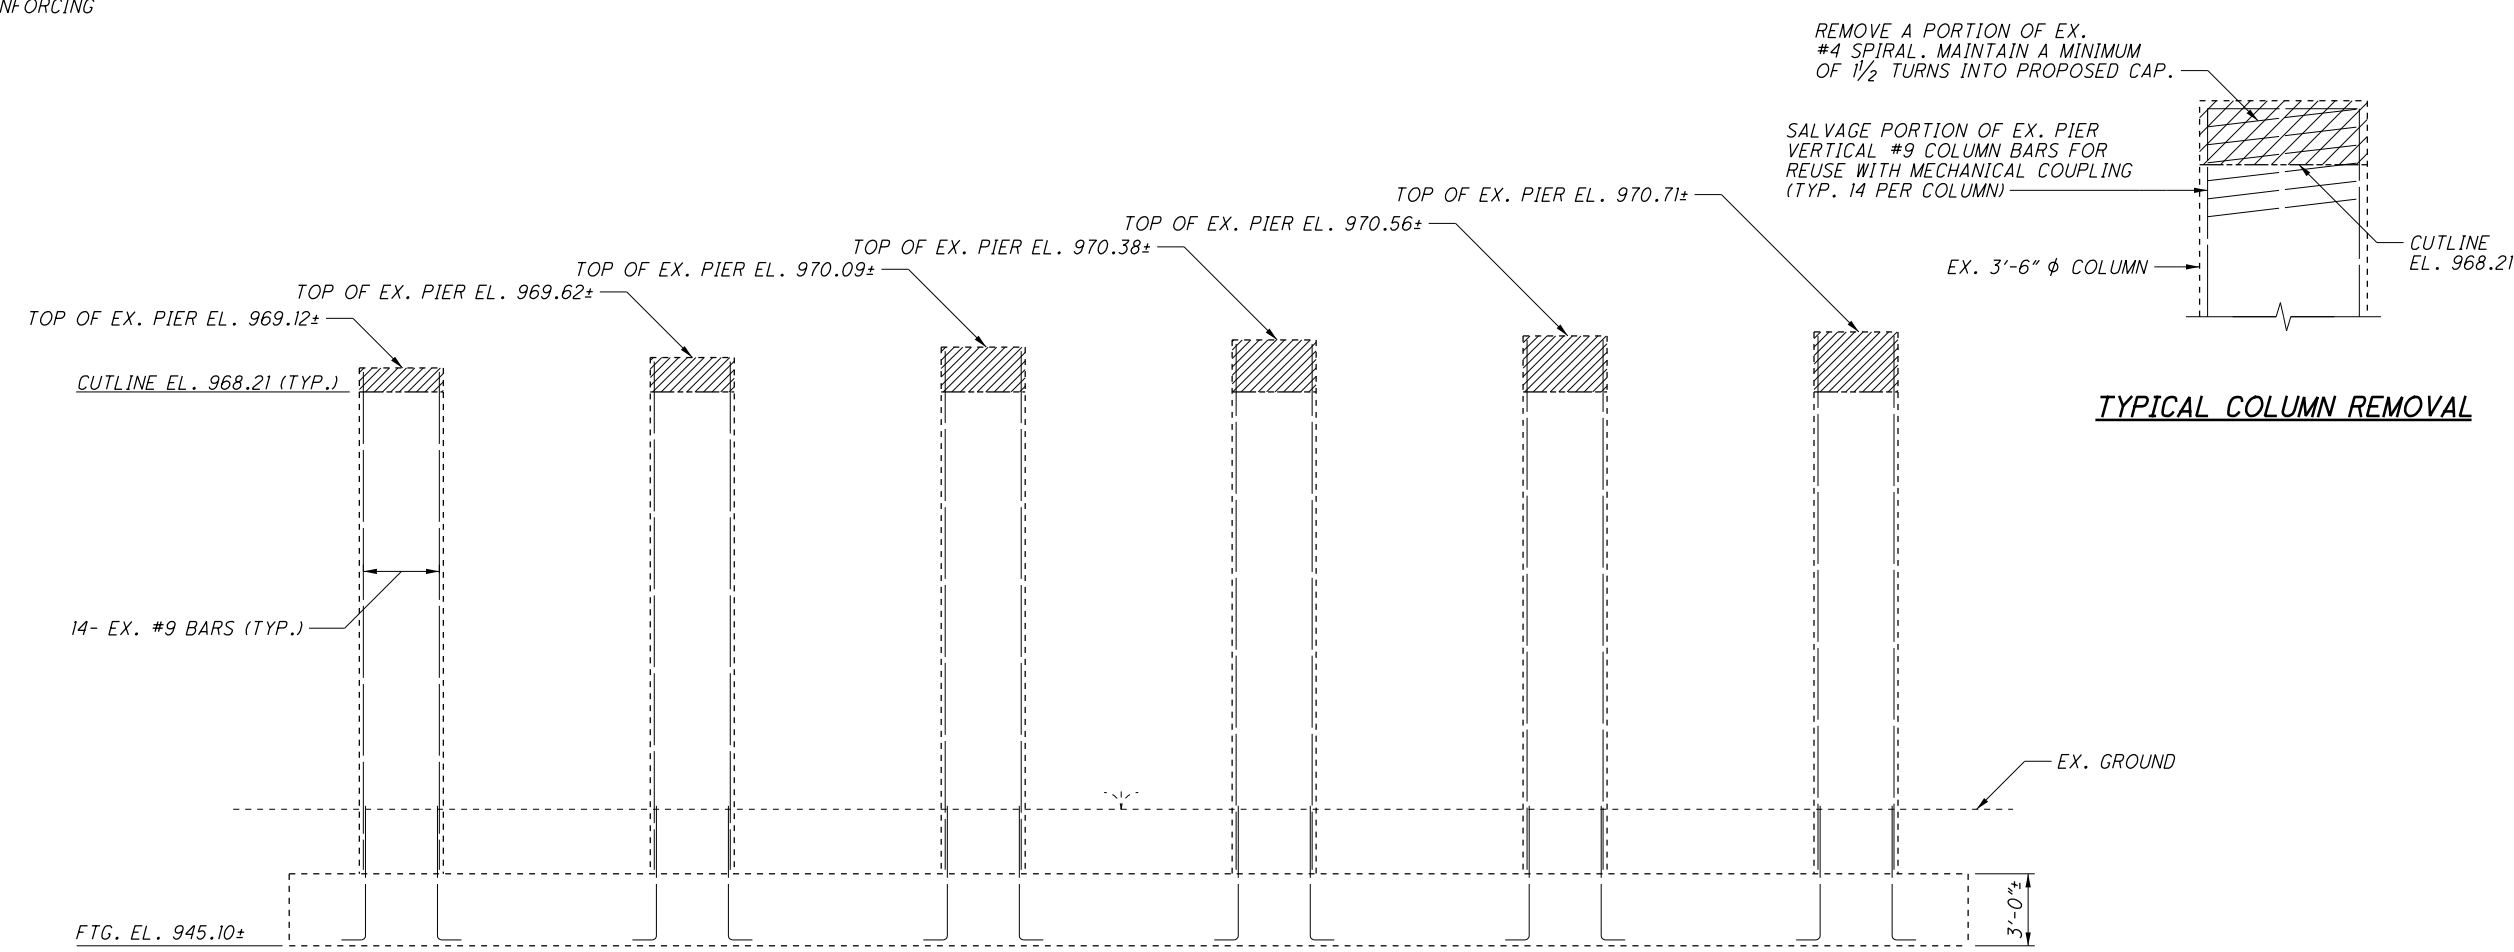 NFORCING
REMOVE A PORTION OF EX.
#4 SPIRAL. MAINTAIN A MINIMUM
OF 1 1/2 TURNS INTO PROPOSED CAP.
SALVAGE PORTION OF EX. PIER
VERTICAL #9 COLUMN BARS FOR
REUSE WITH MECHANICAL COUPLING
(TYP. 14 PER COLUMN)
EX. 3'-6" ϕ COLUMN
CUTLINE
EL. 968.21
TYPICAL COLUMN REMOVAL
TOP OF EX. PIER EL. 970.71±
TOP OF EX. PIER EL. 970.56±
TOP OF EX. PIER EL. 970.38±
TOP OF EX. PIER EL. 970.09±
TOP OF EX. PIER EL. 969.62±
TOP OF EX. PIER EL. 969.12±
CUTLINE EL. 968.21 (TYP.)
14- EX. #9 BARS (TYP.)
EX. GROUND
FTG. EL. 945.10±
3'-0"±